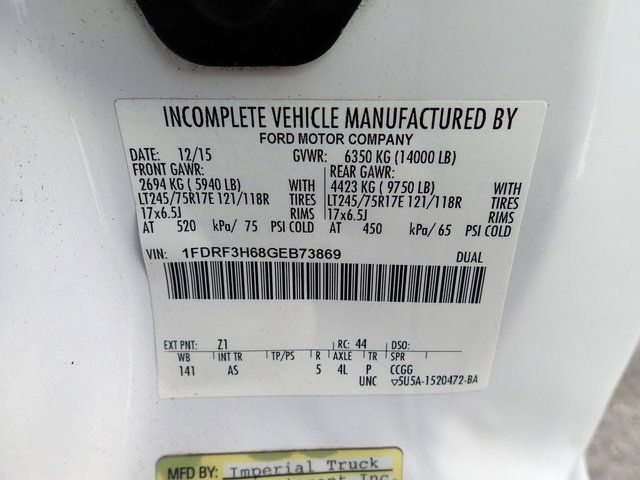 INCOMPLETE VEHICLE MANUFACTURED BY
FORD MOTOR COMPANY
DATE: 12/15 GVWR: 6350 KG (14000 LB)
FRONT GAWR: REAR GAWR:
2694 KG ( 5940 LB) WITH 4423 KG ( 9750 LB) WITH
LT245/75R17E 121/118R TIRES LT245/75R17E 121/118R TIRES
17x6.5J RIMS 17x6.5J RIMS
AT 520 kPa/ 75 PSI COLD AT 450 kPa/ 65 PSI COLD
VIN: 1FDRF3H68GEB73869 DUAL
EXT PNT: Z1 RC: 44 DSO:
WB INT TR TP/PS R AXLE TR SPR
141 AS 5 4L P CCGG
UNC ▽5U5A-1520472-BA
MFD BY: Imperial Truck
Inc.